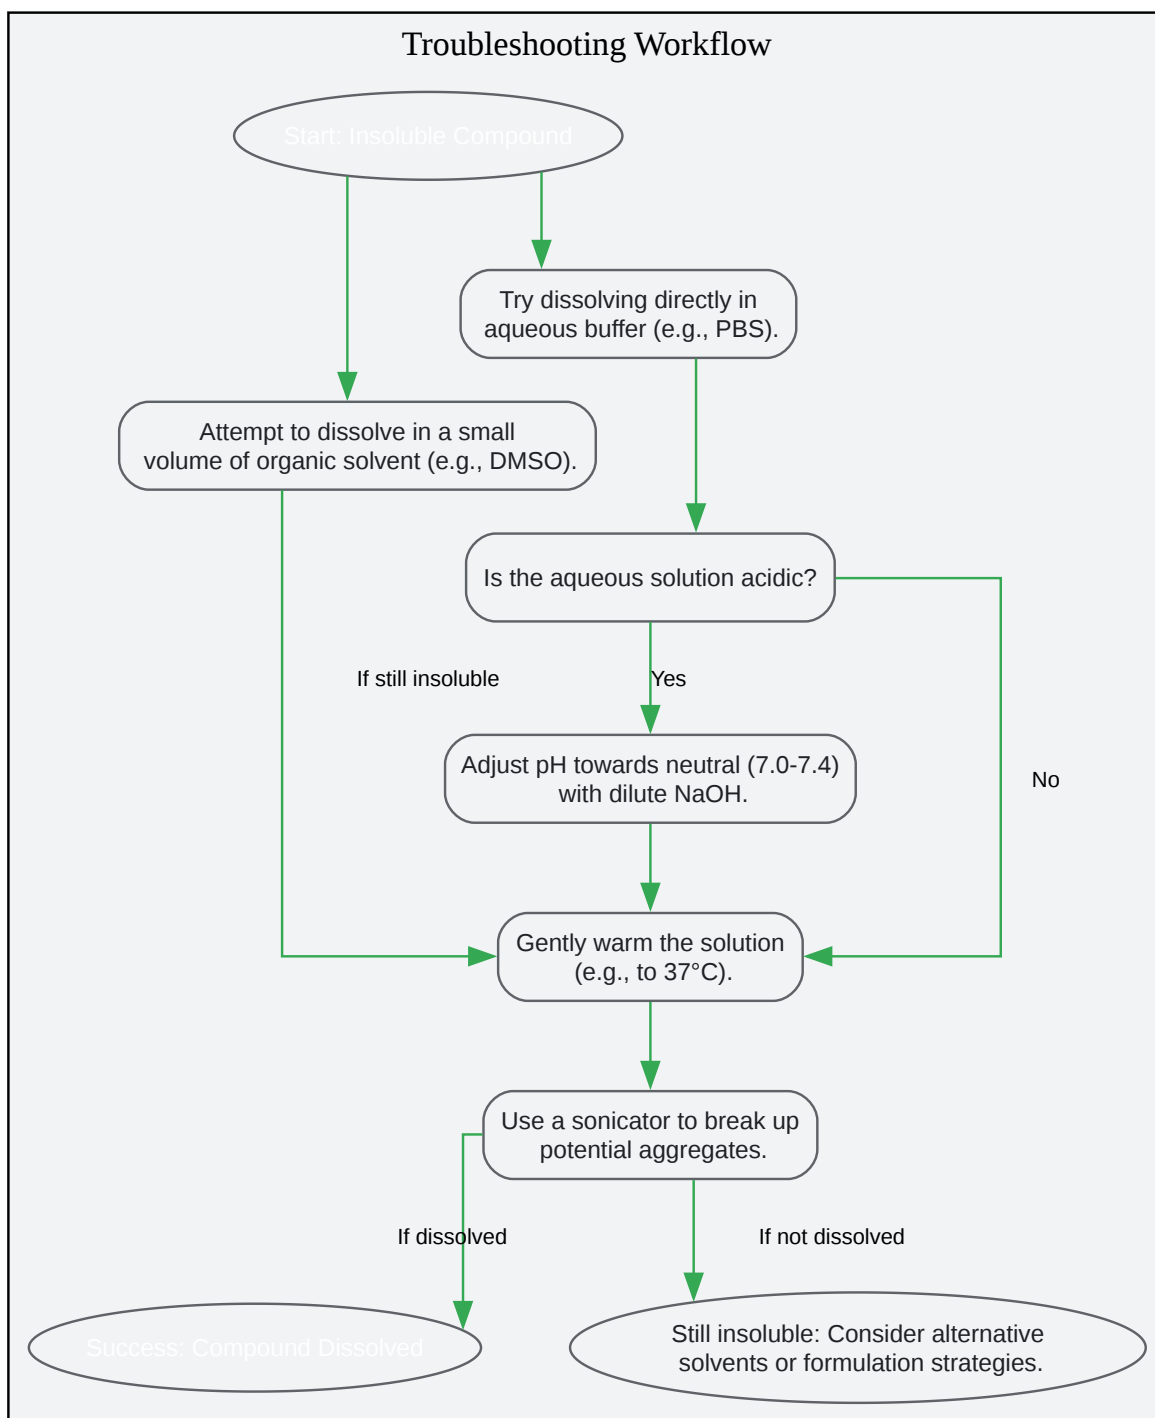 Troubleshooting Workflow
Start: Insoluble Compound
Try dissolving directly in
aqueous buffer (e.g., PBS).
Attempt to dissolve in a small
volume of organic solvent (e.g., DMSO).
Is the aqueous solution acidic?
If still insoluble
Yes
Adjust pH towards neutral (7.0-7.4)
with dilute NaOH.
No
Gently warm the solution
(e.g., to 37°C).
Use a sonicator to break up
potential aggregates.
If dissolved
If not dissolved
Success: Compound Dissolved
Still insoluble: Consider alternative
solvents or formulation strategies.